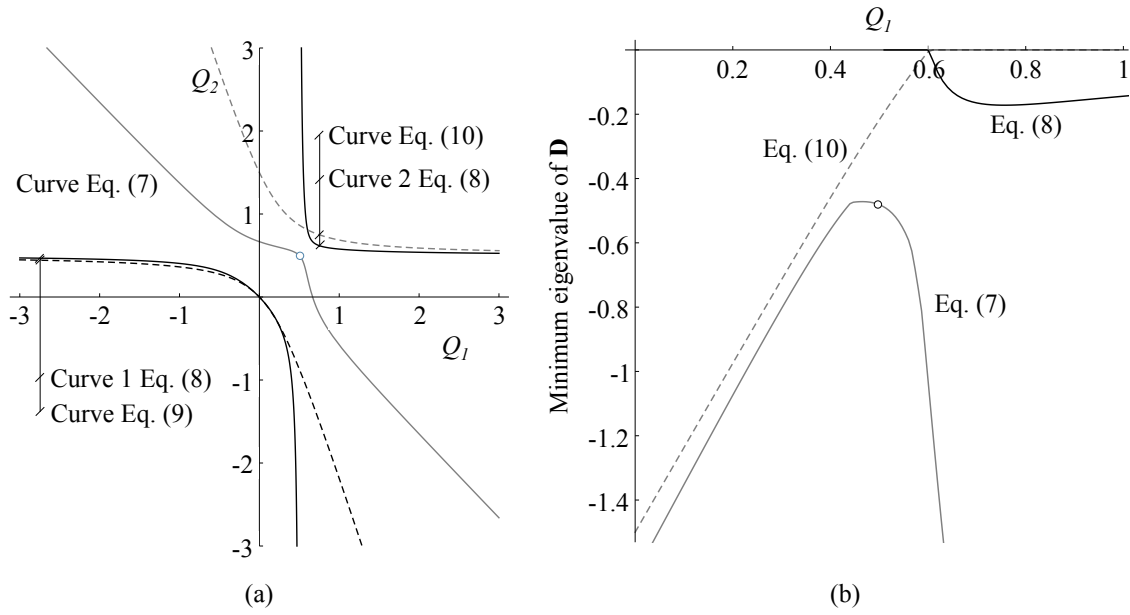 3
Q2
2
Curve Eq. (10)
Curve 2 Eq. (8)
Curve Eq. (7)
1
-3 -2 -1 1 2 3
Q1
-1
Curve 1 Eq. (8)
Curve Eq. (9)
-2
-3
(a)
Q1
0.2 0.4 0.6 0.8 1
-0.2
Eq. (8)
Eq. (10)
-0.4
-0.6
Eq. (7)
-0.8
-1
-1.2
-1.4
Minimum eigenvalue of D
(b)